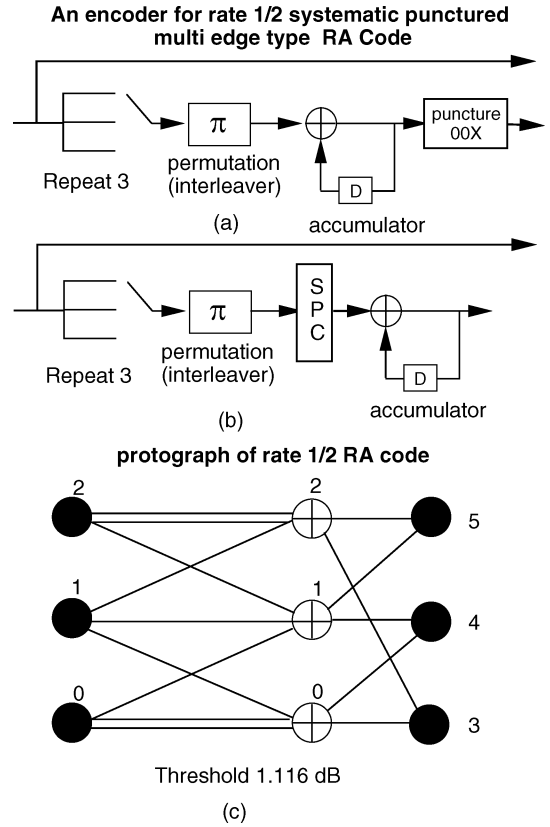 An encoder for rate 1/2 systematic punctured
multi edge type RA Code
Repeat 3
π
permutation
(interleaver)
D
accumulator
puncture
00X
(a)
Repeat 3
π
permutation
(interleaver)
S
P
C
D
accumulator
(b)
protograph of rate 1/2 RA code
2
2
5
1
1
4
0
0
3
Threshold 1.116 dB
(c)